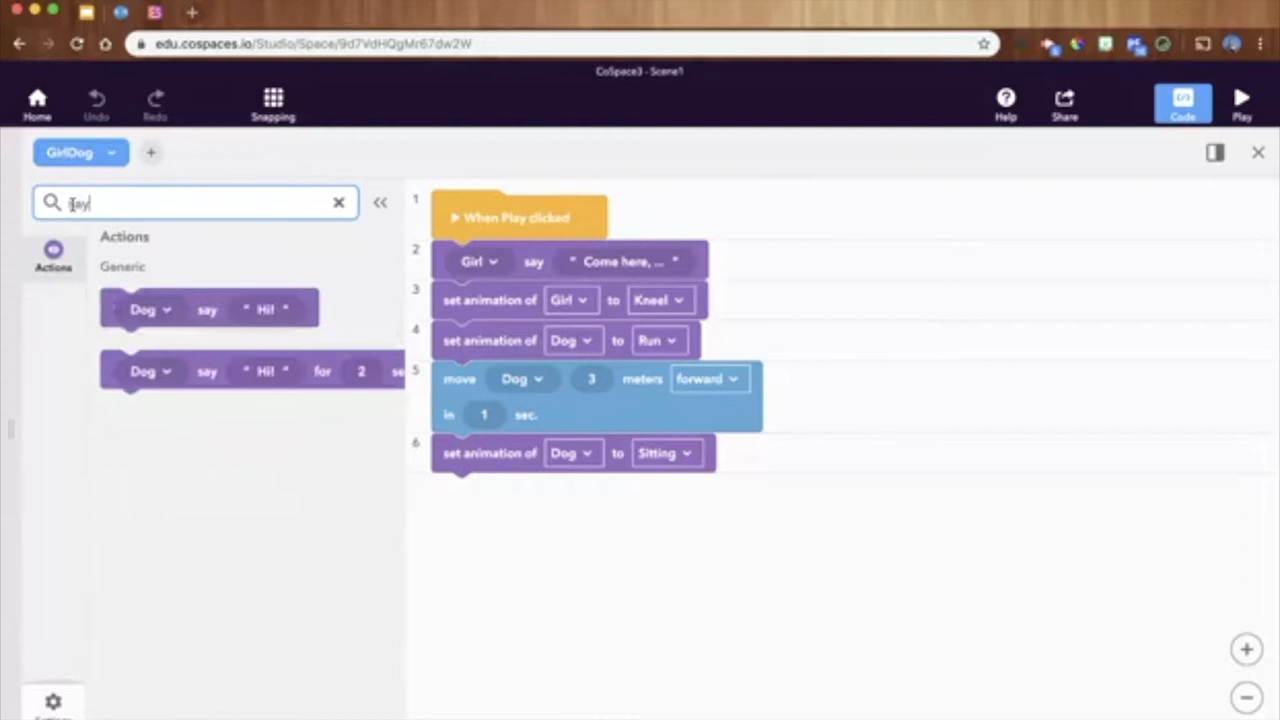 edu.cospaces.io/Studio/Space/9d7VdHQgMr67dw2W
CoSpace3 - Scene1
Home Undo Redo Snapping Help Share Code Play
GirlDog
say
Actions
Actions
Generic
Dog say " Hi! "
Dog say " Hi! " for 2 se
1
When Play clicked
2
Girl say " Come here, ... "
3
set animation of Girl to Kneel
4
set animation of Dog to Run
5
move Dog 3 meters forward
in 1 sec.
6
set animation of Dog to Sitting